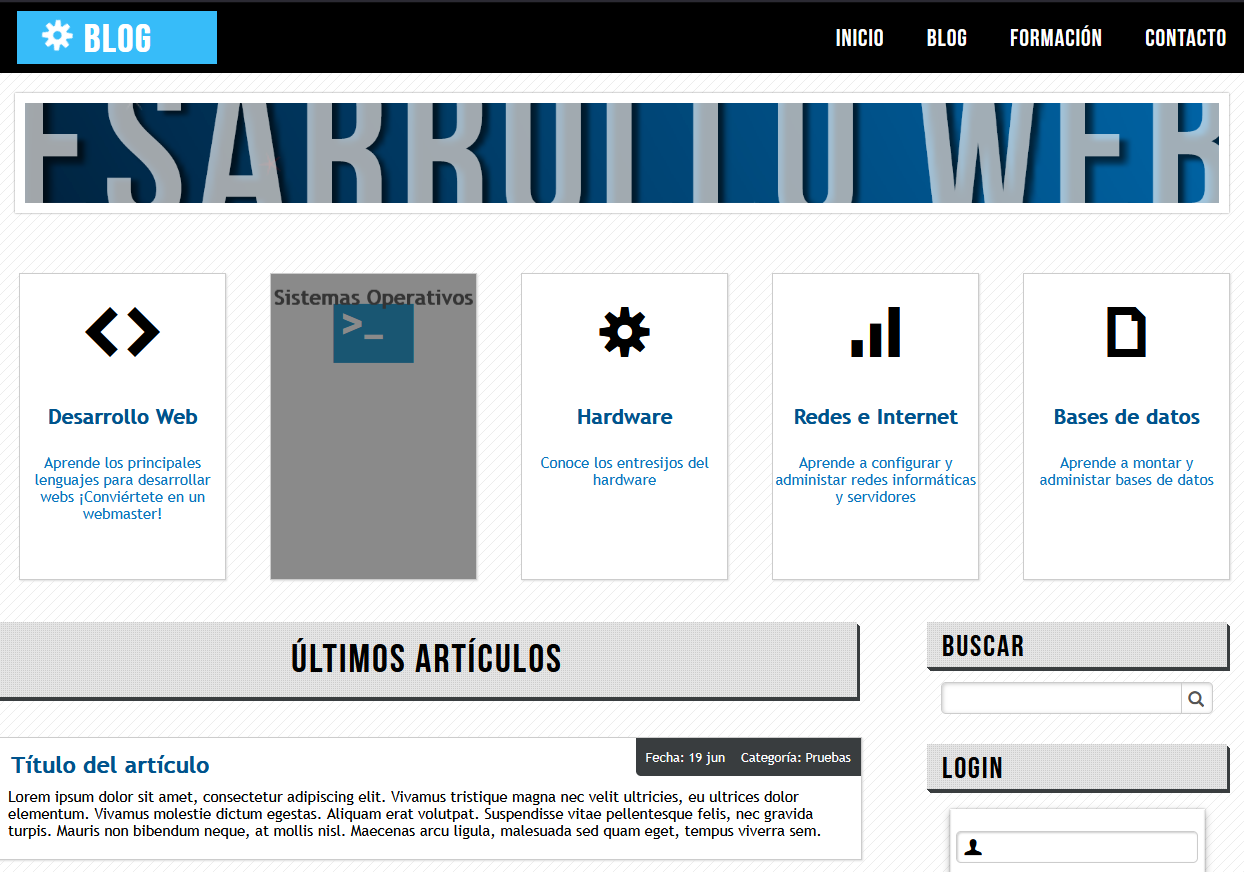 BLOG
INICIO BLOG FORMACIÓN CONTACTO
ESARROLLO WEB
Sistemas Operativos
>_
Desarrollo Web
Aprende los principales
lenguajes para desarrollar
webs ¡Conviértete en un
webmaster!
Hardware
Conoce los entresijos del
hardware
Redes e Internet
Aprende a configurar y
administar redes informáticas
y servidores
Bases de datos
Aprende a montar y
administar bases de datos
ÚLTIMOS ARTÍCULOS
Título del artículo
Fecha: 19 jun Categoría: Pruebas
Lorem ipsum dolor sit amet, consectetur adipiscing elit. Vivamus tristique magna nec velit ultricies, eu ultrices dolor
elementum. Vivamus molestie dictum egestas. Aliquam erat volutpat. Suspendisse vitae pellentesque felis, nec gravida
turpis. Mauris non bibendum neque, at mollis nisl. Maecenas arcu ligula, malesuada sed quam eget, tempus viverra sem.
BUSCAR
LOGIN